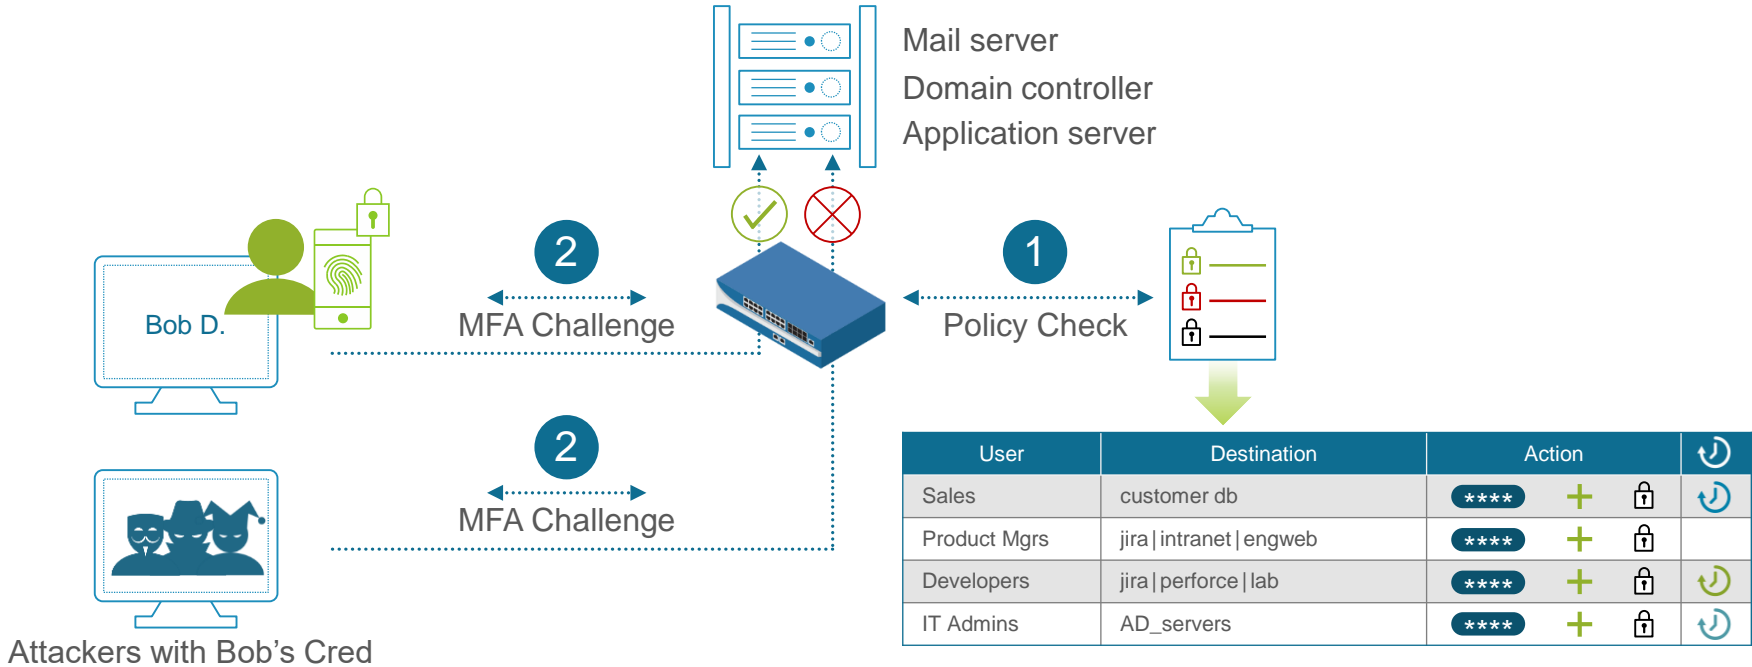 Mail server
Domain controller
Application server
2
1
Bob D.
MFA Challenge
Policy Check
2
MFA Challenge
Attackers with Bob's Cred
User Destination Action
Sales customer db ****
Product Mgrs jira|intranet|engweb ****
Developers jira|perforce|lab ****
IT Admins AD_servers ****